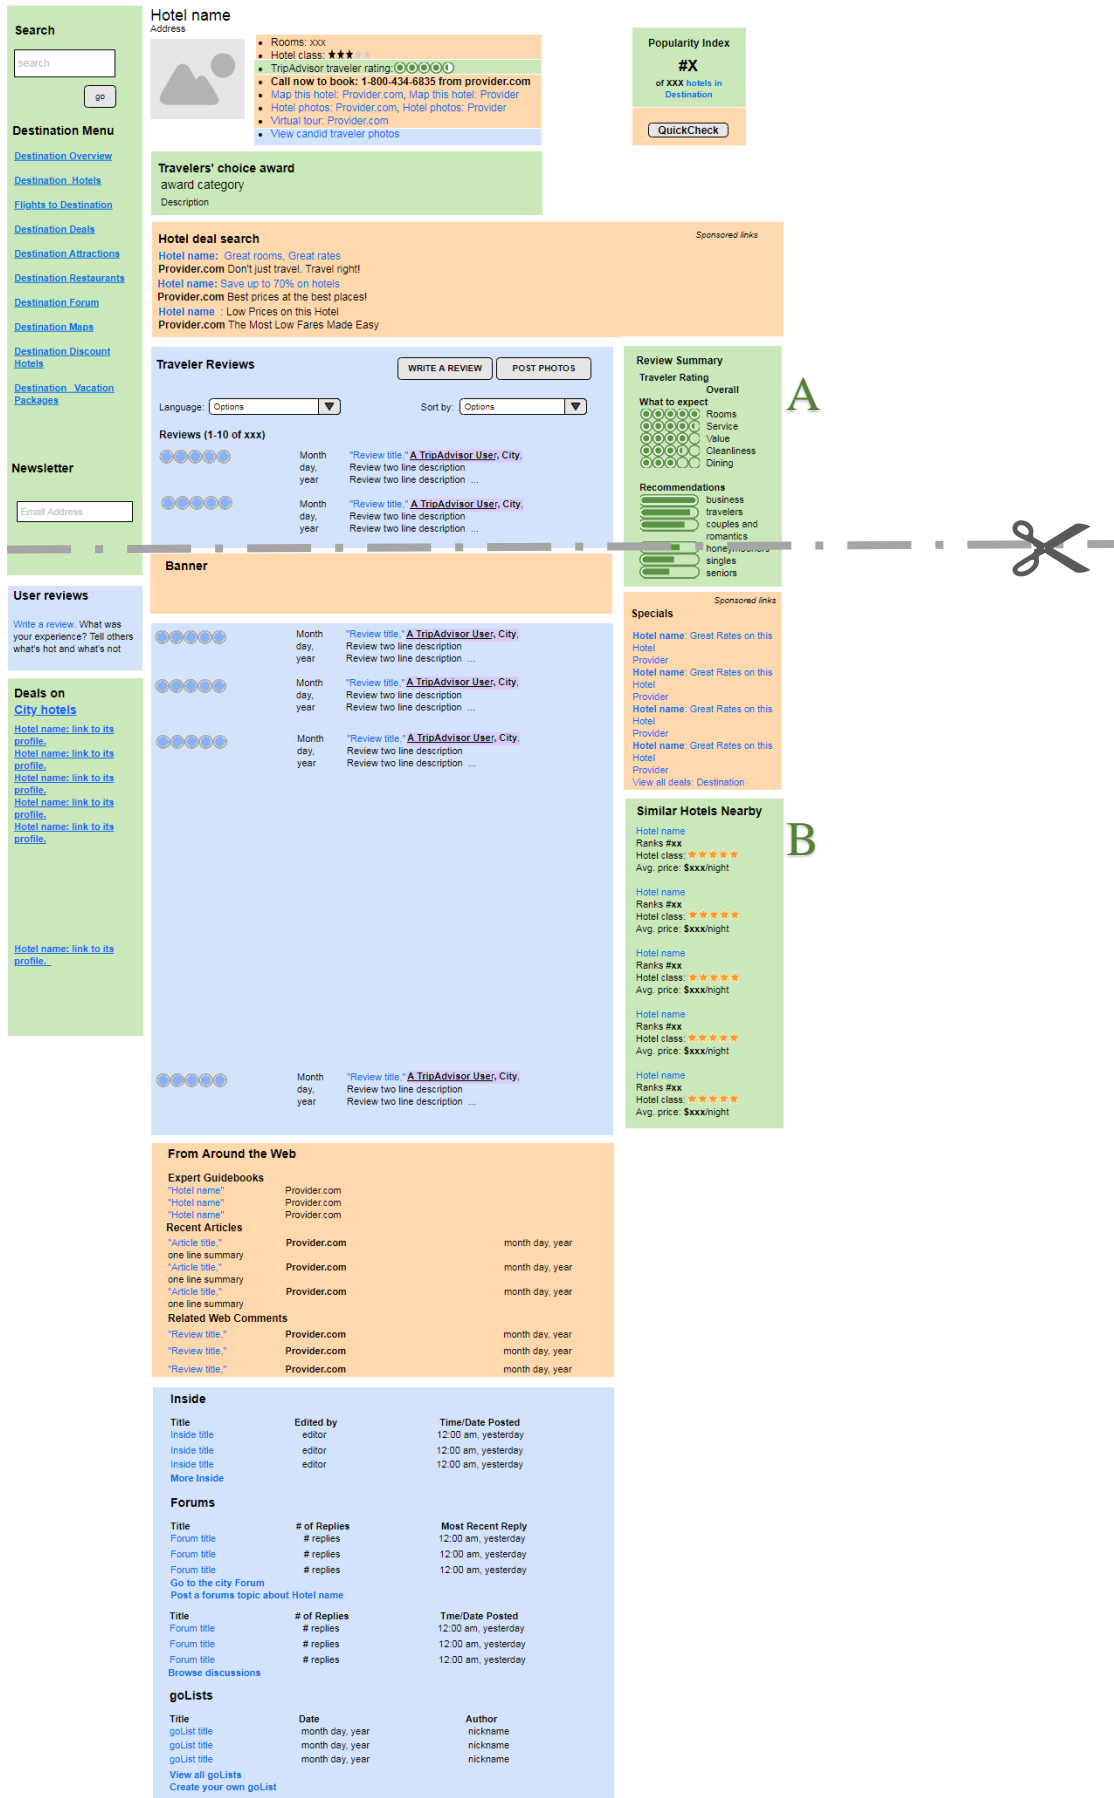 Search
search
go
Destination Menu
Destination Overview
Destination Hotels
Flights to Destination
Destination Deals
Destination Attractions
Destination Restaurants
Destination Forum
Destination Maps
Destination Discount
Hotels
Destination Vacation
Packages
Newsletter
Email Address
User reviews
Write a review. What was
your experience? Tell others
what's hot and what's not
Deals on
City hotels
Hotel name: link to its
profile.
Hotel name: link to its
profile.
Hotel name: link to its
profile.
Hotel name: link to its
profile.
Hotel name: link to its
profile.
Hotel name: link to its
profile.
Hotel name
Address
Rooms: xxx
Hotel class:
TripAdvisor traveler rating:
Call now to book: 1-800-434-6835 from provider.com
Map this hotel: Provider.com, Map this hotel: Provider
Hotel photos: Provider.com, Hotel photos: Provider
Virtual tour: Provider.com
View candid traveler photos
Popularity Index
#X
of XXX hotels in
Destination
QuickCheck
Travelers' choice award
award category
Description
Hotel deal search
Sponsored links
Hotel name: Great rooms, Great rates
Provider.com Don't just travel. Travel right!
Hotel name: Save up to 70% on hotels
Provider.com Best prices at the best places!
Hotel name : Low Prices on this Hotel
Provider.com The Most Low Fares Made Easy
Traveler Reviews
WRITE A REVIEW
POST PHOTOS
Language: Options
Sort by: Options
Reviews (1-10 of xxx)
Month "Review title," A TripAdvisor User, City,
day, Review two line description
year Review two line description ...
Month "Review title," A TripAdvisor User, City,
day, Review two line description
year Review two line description ...
Banner
Month "Review title," A TripAdvisor User, City,
day, Review two line description
year Review two line description ...
Month "Review title," A TripAdvisor User, City,
day, Review two line description
year Review two line description ...
Month "Review title," A TripAdvisor User, City,
day, Review two line description
year Review two line description ...
Month "Review title," A TripAdvisor User, City,
day, Review two line description
year Review two line description ...
Review Summary
Traveler Rating
Overall
What to expect
Rooms
Service
Value
Cleanliness
Dining
Recommendations
business
travelers
couples and
romantics
honeymooners
singles
seniors
A
Sponsored links
Specials
Hotel name: Great Rates on this
Hotel
Provider
Hotel name: Great Rates on this
Hotel
Provider
Hotel name: Great Rates on this
Hotel
Provider
Hotel name: Great Rates on this
Hotel
Provider
View all deals: Destination
Similar Hotels Nearby
B
Hotel name
Ranks #xx
Hotel class:
Avg. price: $xxx/night
Hotel name
Ranks #xx
Hotel class:
Avg. price: $xxx/night
Hotel name
Ranks #xx
Hotel class:
Avg. price: $xxx/night
Hotel name
Ranks #xx
Hotel class:
Avg. price: $xxx/night
Hotel name
Ranks #xx
Hotel class:
Avg. price: $xxx/night
From Around the Web
Expert Guidebooks
"Hotel name" Provider.com
"Hotel name" Provider.com
"Hotel name" Provider.com
Recent Articles
"Article title," Provider.com month day, year
one line summary
"Article title," Provider.com month day, year
one line summary
"Article title," Provider.com month day, year
one line summary
Related Web Comments
"Review title," Provider.com month day, year
"Review title," Provider.com month day, year
"Review title," Provider.com month day, year
Inside
Title Edited by Time/Date Posted
Inside title editor 12:00 am, yesterday
Inside title editor 12:00 am, yesterday
Inside title editor 12:00 am, yesterday
More Inside
Forums
Title # of Replies Most Recent Reply
Forum title # replies 12:00 am, yesterday
Forum title # replies 12:00 am, yesterday
Forum title # replies 12:00 am, yesterday
Go to the city Forum
Post a forums topic about Hotel name
Title # of Replies Tme/Date Posted
Forum title # replies 12:00 am, yesterday
Forum title # replies 12:00 am, yesterday
Forum title # replies 12:00 am, yesterday
Browse discussions
goLists
Title Date Author
goList title month day, year nickname
goList title month day, year nickname
goList title month day, year nickname
View all goLists
Create your own goList